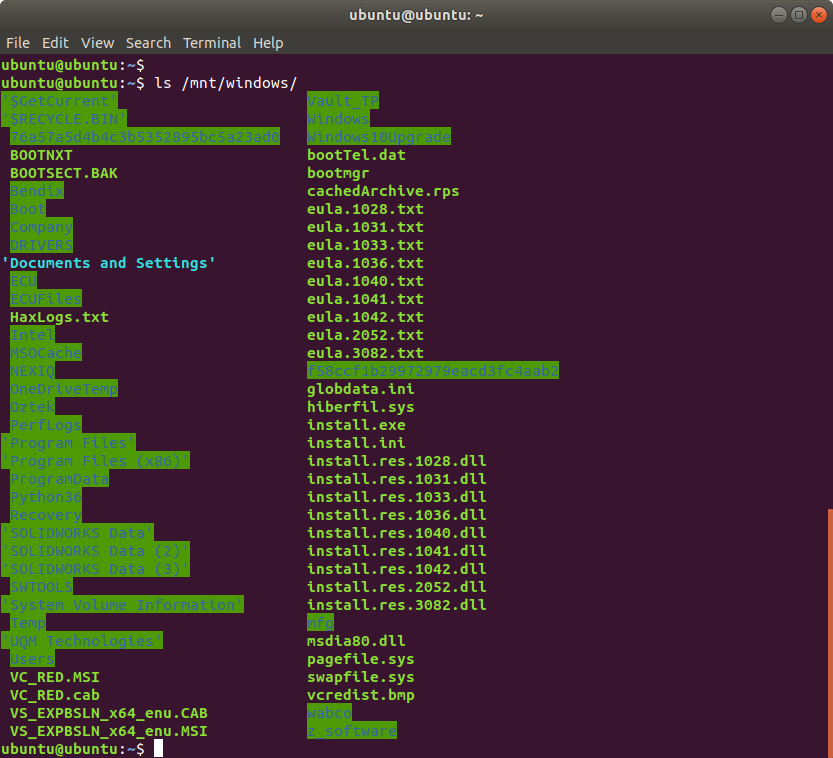 ubuntu@ubuntu: ~
File Edit View Search Terminal Help
ubuntu@ubuntu:~$
ubuntu@ubuntu:~$ ls /mnt/windows/
'$GetCurrent' Vault_TP
'$RECYCLE.BIN' Windows
76a57a5d4b4c3b5352895bc5a23ad0 Windows10Upgrade
BOOTNXT bootTel.dat
BOOTSECT.BAK bootmgr
Bendix cachedArchive.rps
Boot eula.1028.txt
Company eula.1031.txt
DRIVERS eula.1033.txt
'Documents and Settings' eula.1036.txt
ECU eula.1040.txt
ECUFiles eula.1041.txt
HaxLogs.txt eula.1042.txt
Intel eula.2052.txt
MSOCache eula.3082.txt
NEXIQ f58ccf1b29972979eacd3fc4aab2
OneDriveTemp globdata.ini
Oztek hiberfil.sys
PerfLogs install.exe
'Program Files' install.ini
'Program Files (x86)' install.res.1028.dll
ProgramData install.res.1031.dll
Python36 install.res.1033.dll
Recovery install.res.1036.dll
'SOLIDWORKS Data' install.res.1040.dll
'SOLIDWORKS Data (2)' install.res.1041.dll
'SOLIDWORKS Data (3)' install.res.1042.dll
SWTOOLS install.res.2052.dll
'System Volume Information' install.res.3082.dll
Temp mfg
'UQM Technologies' msdia80.dll
Users pagefile.sys
VC_RED.MSI swapfile.sys
VC_RED.cab vcredist.bmp
VS_EXPBSLN_x64_enu.CAB wabco
VS_EXPBSLN_x64_enu.MSI z_software
ubuntu@ubuntu:~$